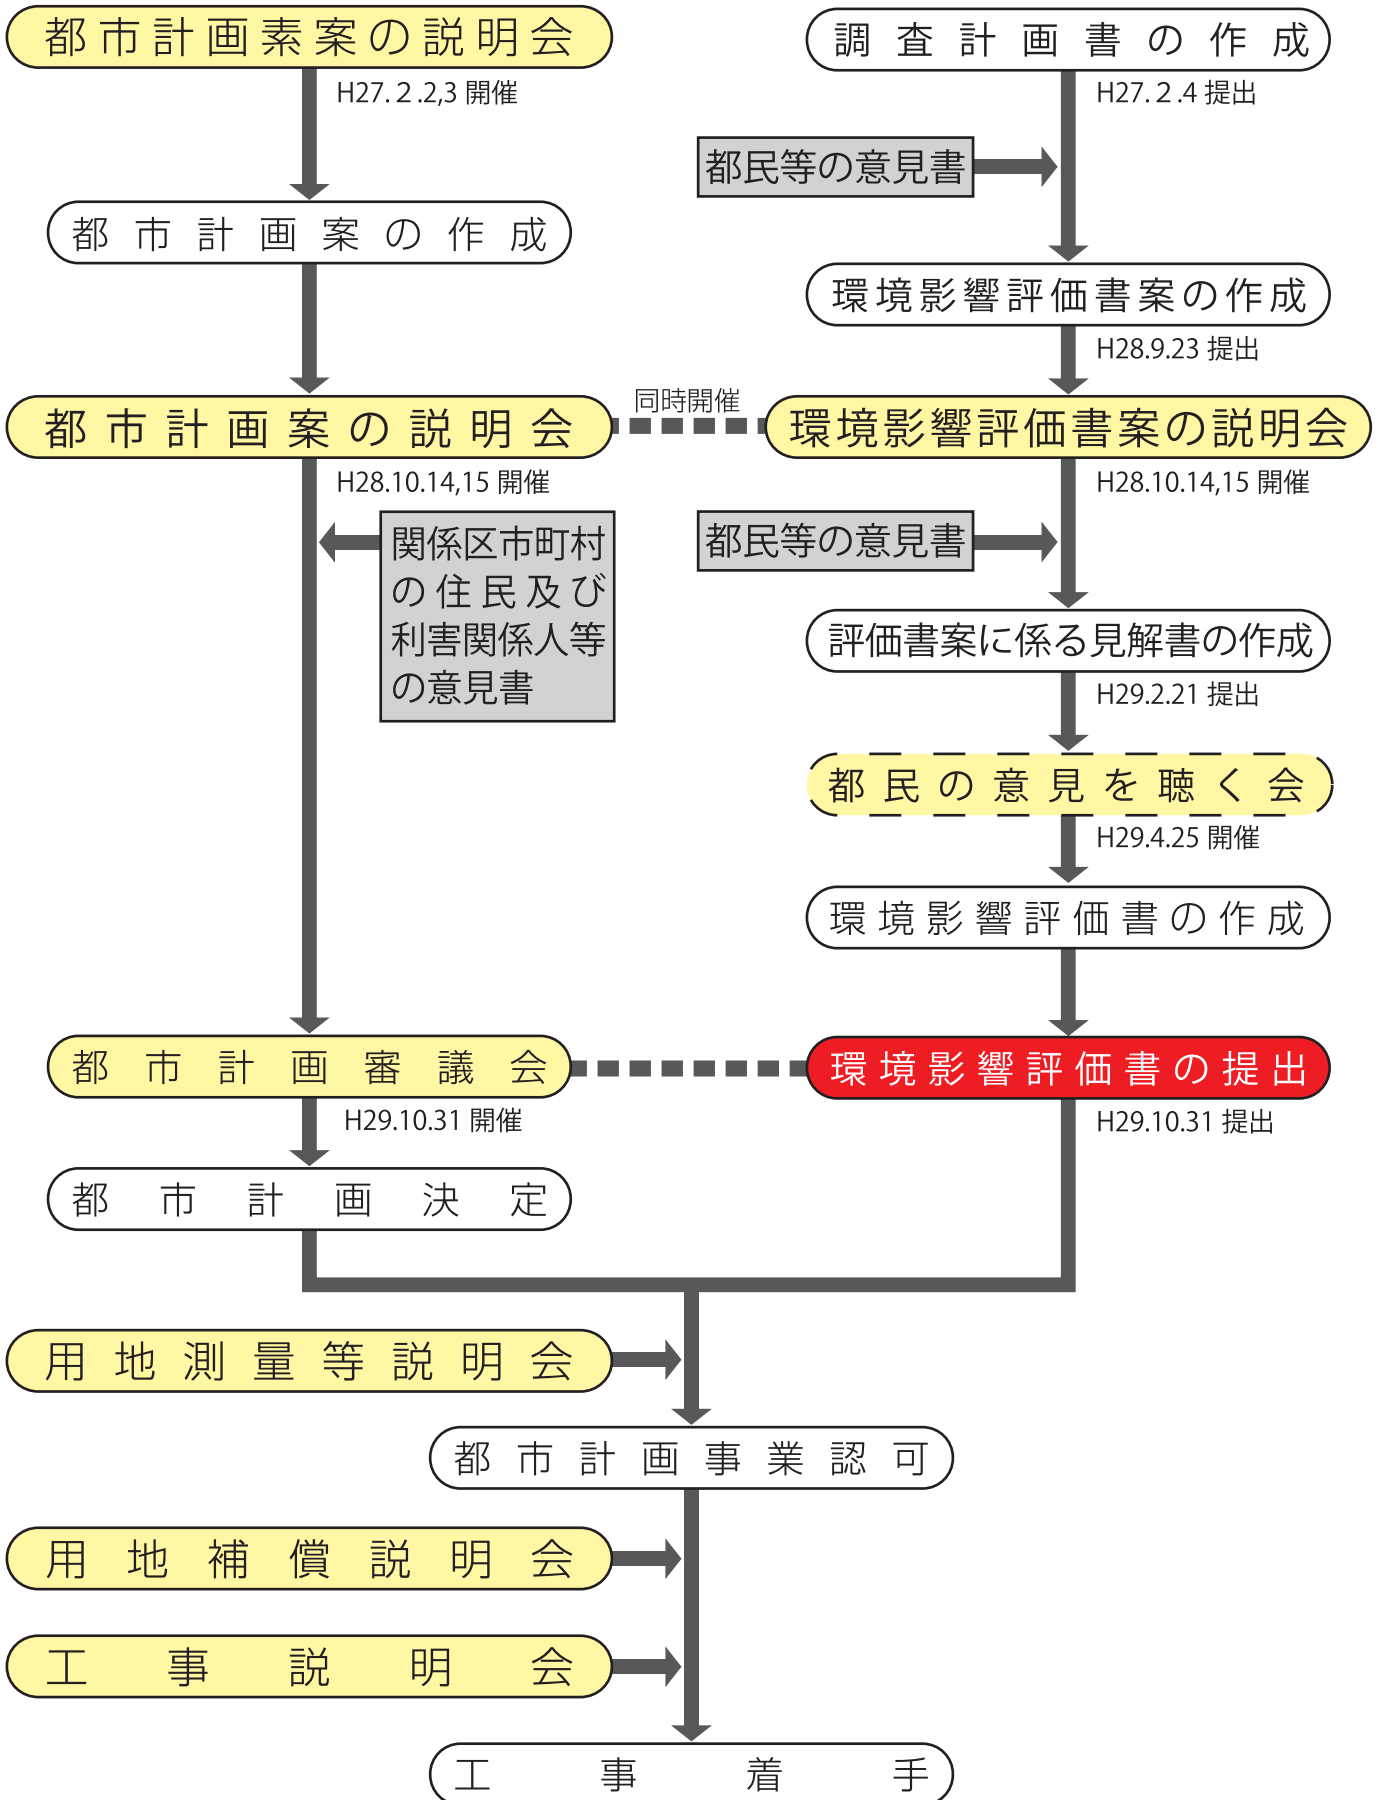 都市計画素案の説明会
H27.２.2,3 開催
都市計画案の作成
都市計画案の説明会
H28.10.14,15 開催
関係区市町村
の住民及び
利害関係人等
の意見書
都市計画審議会
H29.10.31 開催
都市計画決定
同時開催
調査計画書の作成
H27.２.4 提出
都民等の意見書
環境影響評価書案の作成
H28.9.23 提出
環境影響評価書案の説明会
H28.10.14,15 開催
都民等の意見書
評価書案に係る見解書の作成
H29.2.21 提出
都民の意見を聴く会
H29.4.25 開催
環境影響評価書の作成
環境影響評価書の提出
H29.10.31 提出
用地測量等説明会
都市計画事業認可
用地補償説明会
工事説明会
工事着手